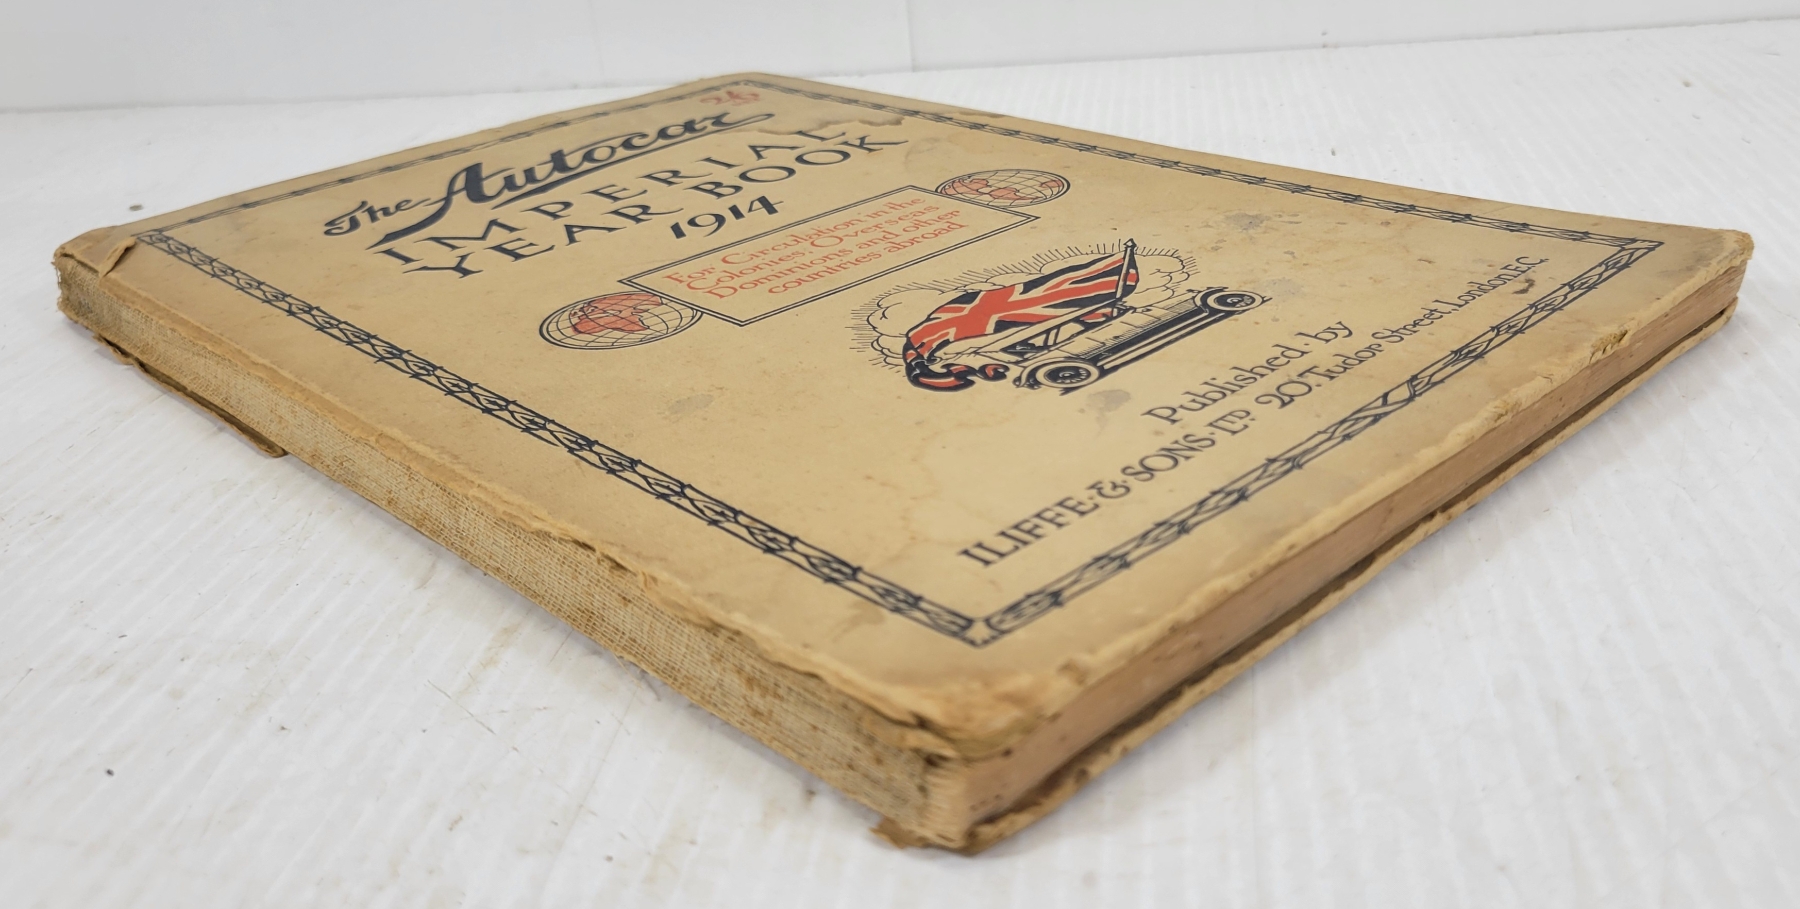 2/6
The Autocar
IMPERIAL
YEAR BOOK
1914
For Circulation in the
Colonies, Overseas
Dominions and other
countries abroad
Published · by
ILIFFE · & · SONS · LTD 20. Tudor Street, London E.C.